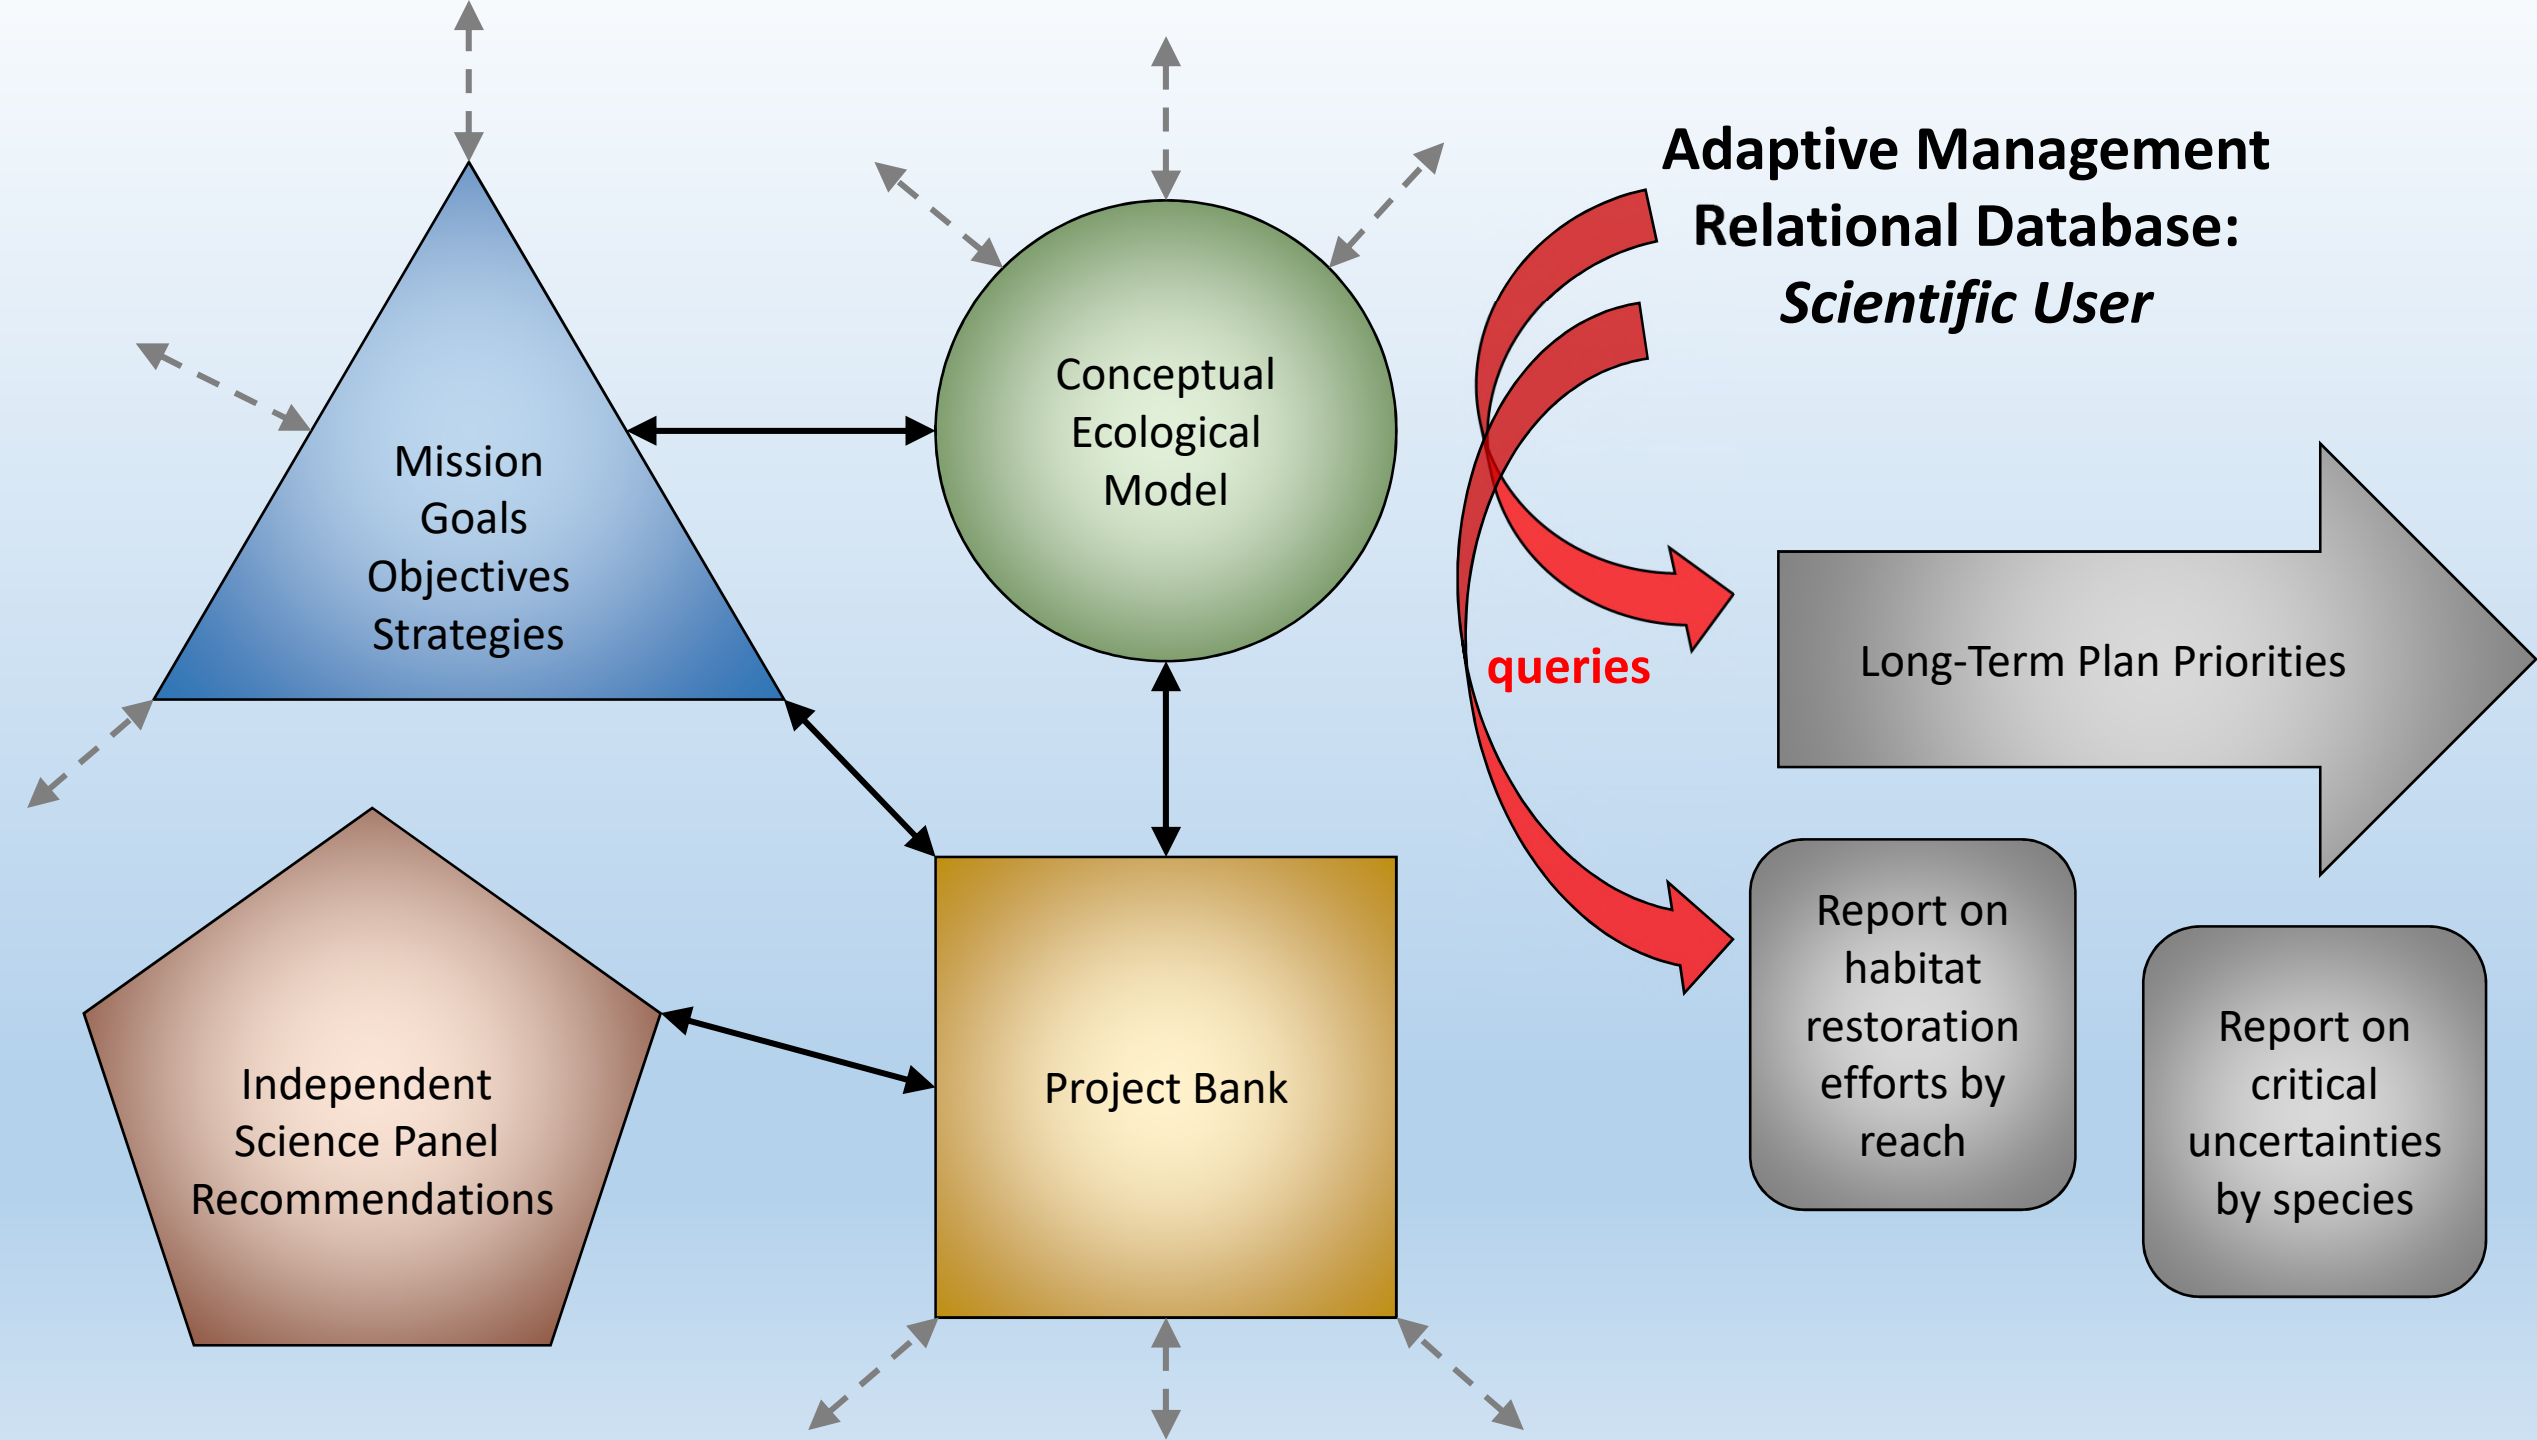 Adaptive Management
Relational Database:
Scientific User
Mission
Goals
Objectives
Strategies
Conceptual
Ecological
Model
queries
Long-Term Plan Priorities
Independent
Science Panel
Recommendations
Project Bank
Report on
habitat
restoration
efforts by
reach
Report on
critical
uncertainties
by species